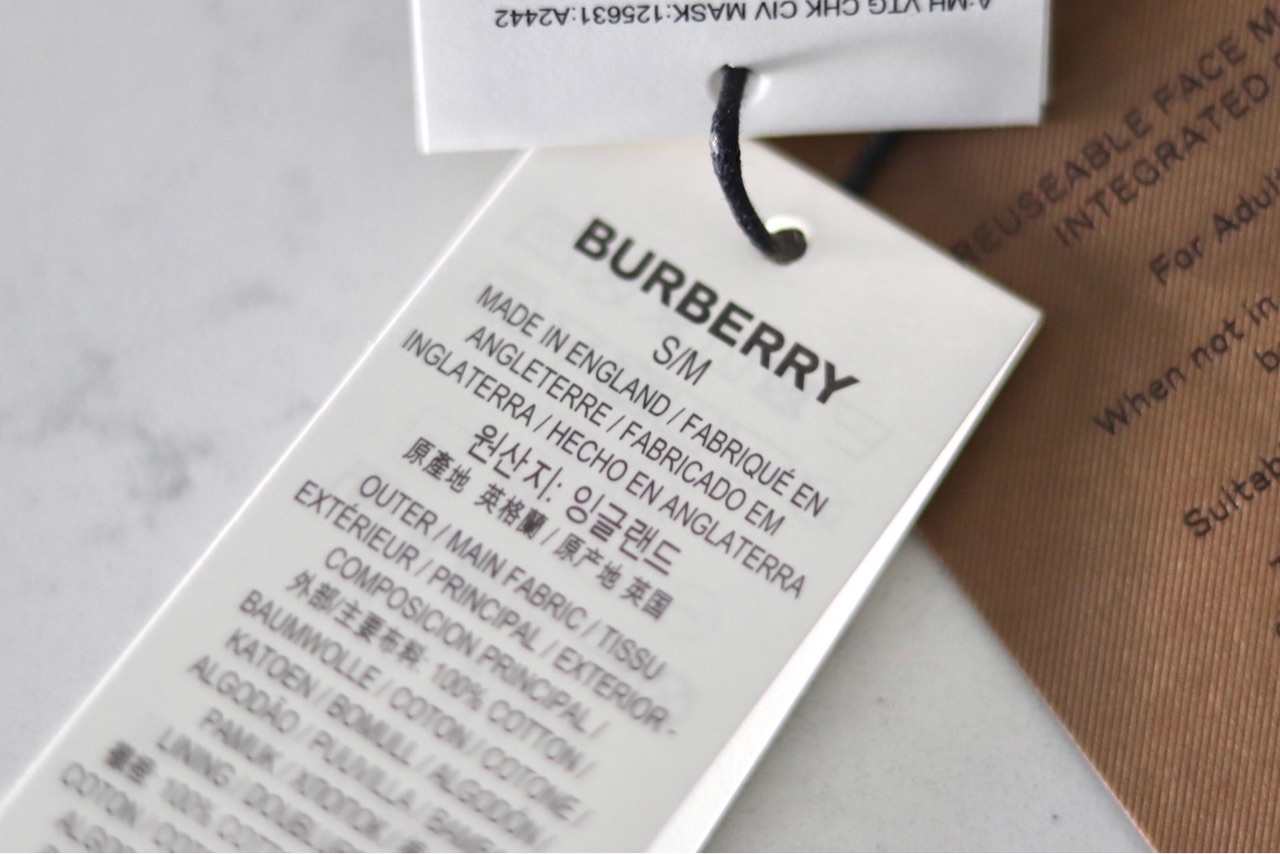 A:MH VTG CHK CIV MASK:125631:A2442
BURBERRY
S/M
MADE IN ENGLAND / FABRIQUÉ EN
ANGLETERRE / FABRICADO EM
INGLATERRA / HECHO EN ANGLATERRA
원산지: 잉글랜드
原產地 英格蘭 / 原产地 英国
OUTER / MAIN FABRIC / TISSU
EXTÉRIEUR / PRINCIPAL / EXTERIOR -
COMPOSICION PRINCIPAL /
外部/主要布料: 100% COTTON /
BAUMWOLLE / COTON / COTONE /
KATOEN / BOMULL / ALGODÓN /
ALGODÃO / PUUVILLA /
PAMUK /
LINING /
100%
COTON /
REUSEABLE FACE
INTEGRATED
For
When not in